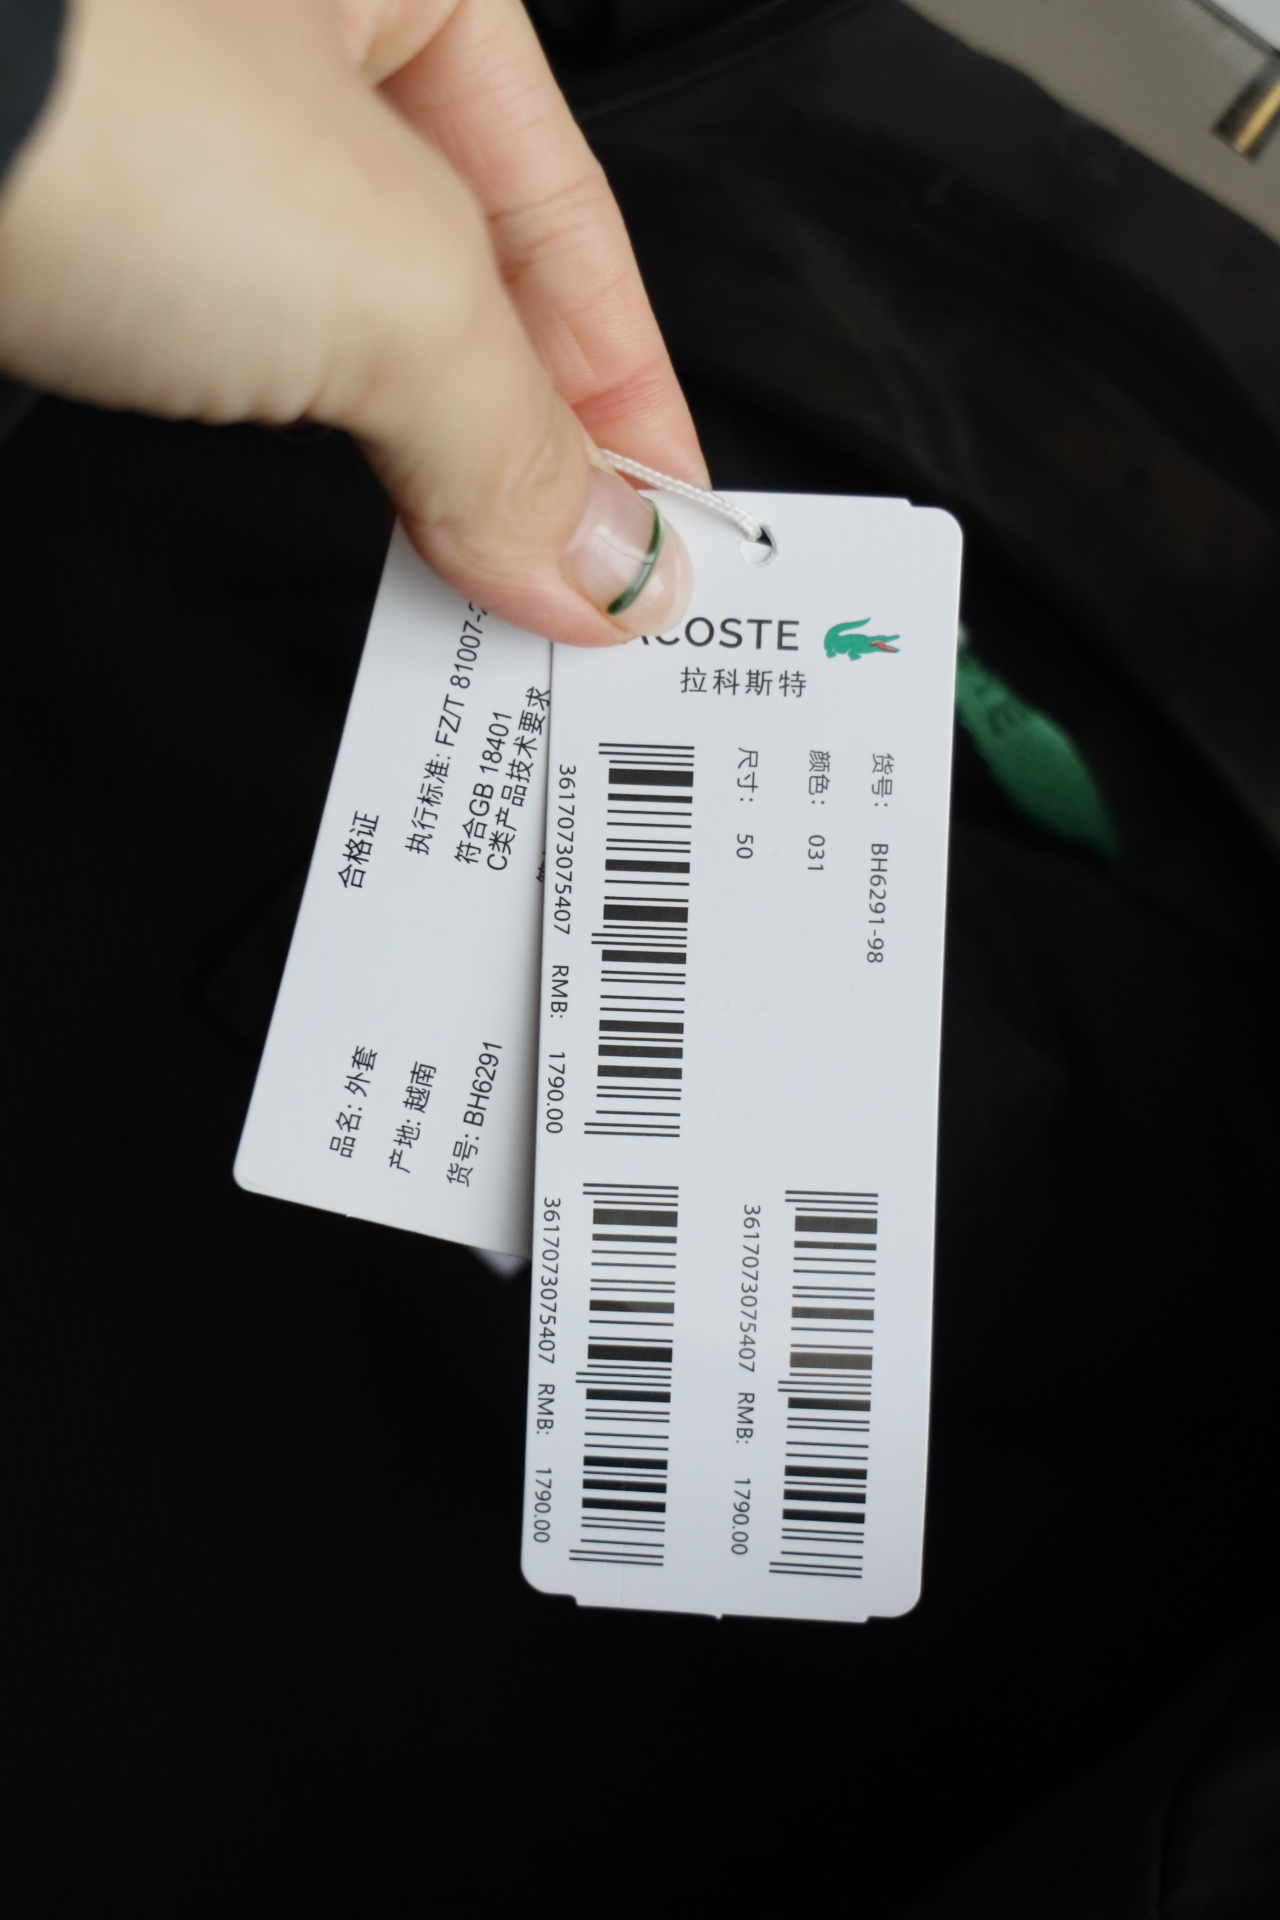 ACOSTE
拉科斯特
货号: BH6291-98
颜色: 031
尺寸: 50
3617073075407 RMB: 1790.00
3617073075407 RMB: 1790.00
3617073075407 RMB: 1790.00
合格证
执行标准: FZ/T 81007-
符合GB 18401
C类产品技术要求
品名: 外套
产地: 越南
货号: BH6291